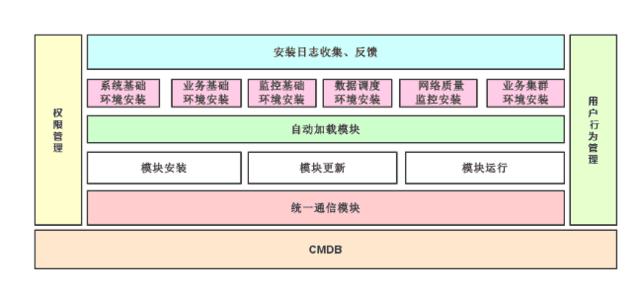 安装日志收集、反馈
权限管理
系统基础
环境安装
业务基础
环境安装
监控基础
环境安装
数据调度
环境安装
网络质量
监控安装
业务集群
环境安装
用户行为管理
自动加载模块
模块安装
模块更新
模块运行
统一通信模块
CMDB